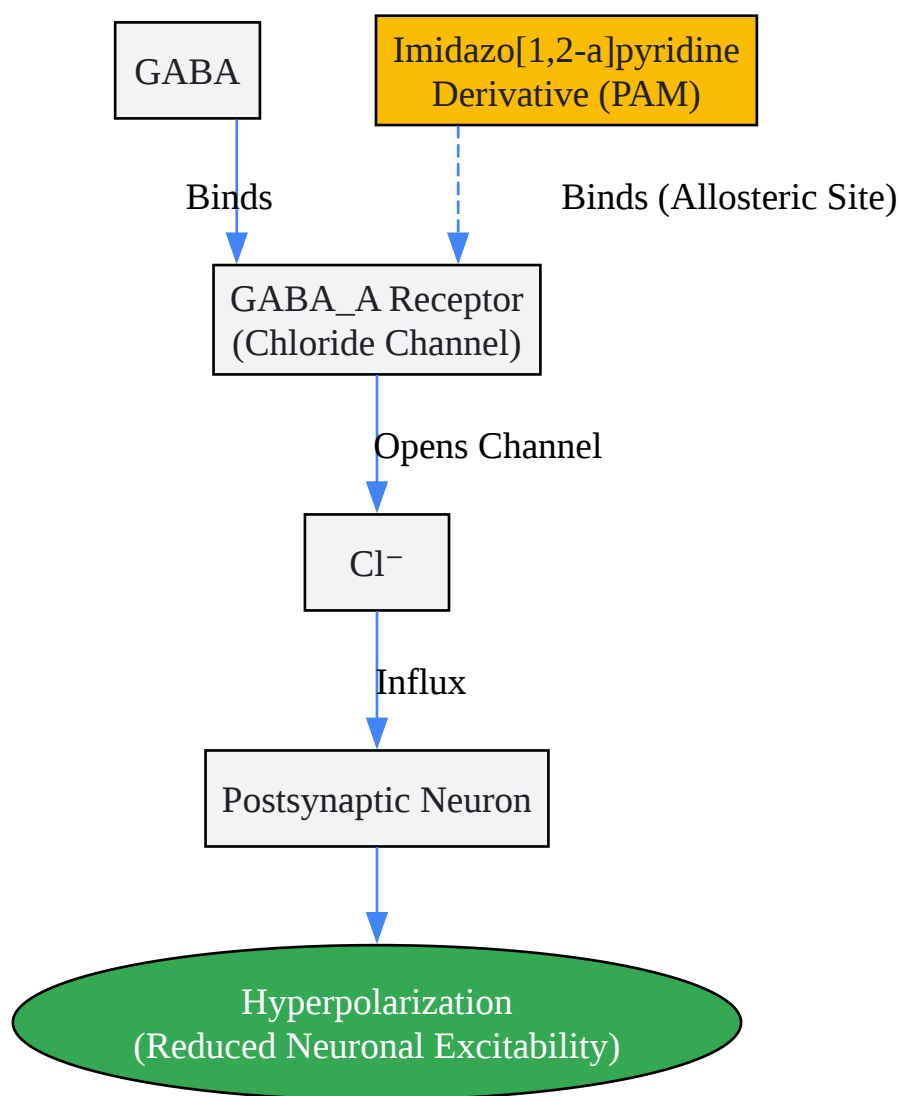 GABA
Imidazo[1,2-a]pyridine
Derivative (PAM)
Binds
Binds (Allosteric Site)
GABA_A Receptor
(Chloride Channel)
Opens Channel
Cl⁻
Influx
Postsynaptic Neuron
Hyperpolarization
(Reduced Neuronal Excitability)